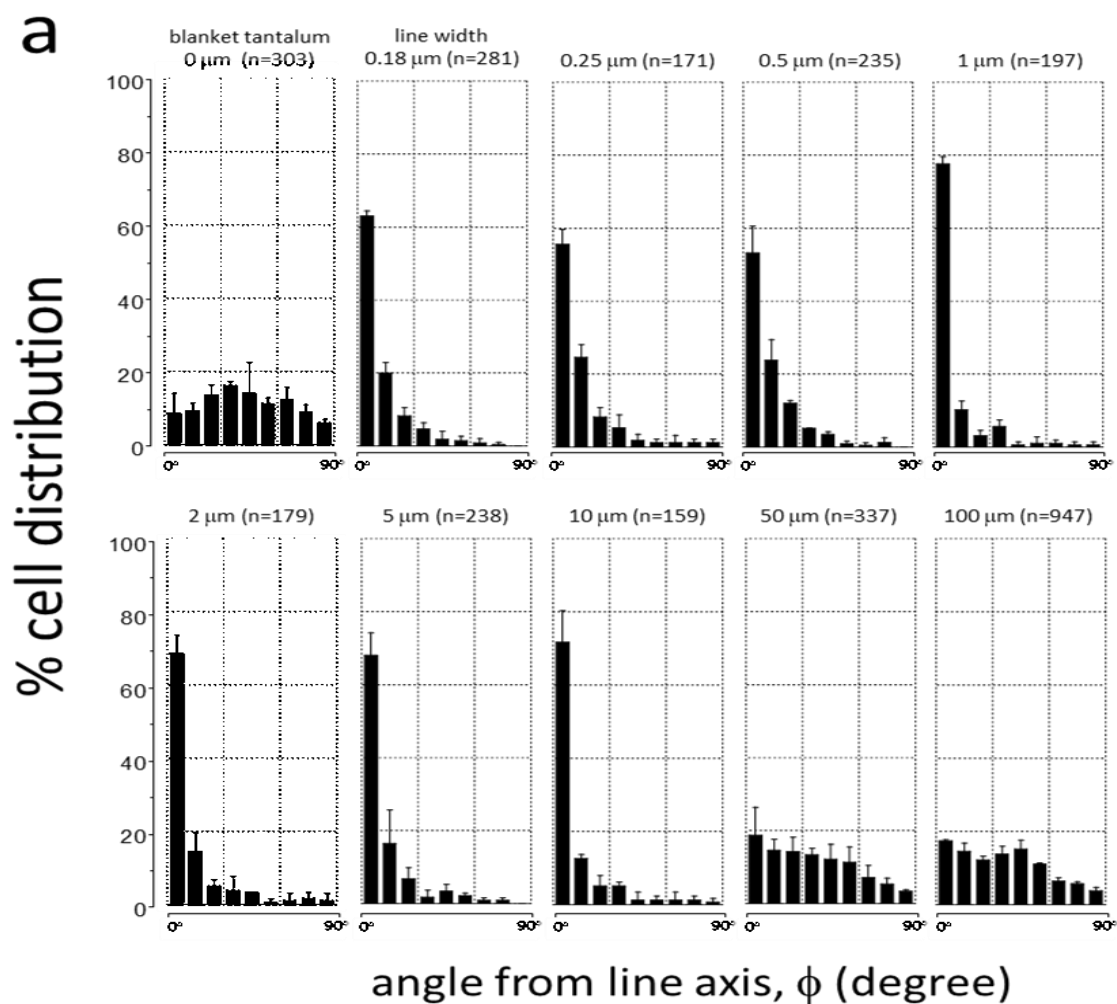 a
blanket tantalum
0 μm (n=303)
line width
0.18 μm (n=281)
0.25 μm (n=171)
0.5 μm (n=235)
1 μm (n=197)
100
80
60
40
20
0
0° 90° 0° 90° 0° 90° 0° 90° 0° 90°
% cell distribution
2 μm (n=179)
5 μm (n=238)
10 μm (n=159)
50 μm (n=337)
100 μm (n=947)
100
80
60
40
20
0
0° 90° 0° 90° 0° 90° 0° 90° 0° 90°
angle from line axis, ϕ (degree)